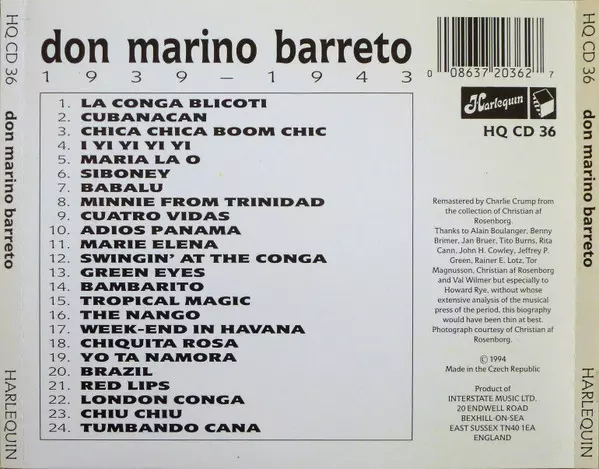 HQ CD 36
don marino barreto
HARLEQUIN
don marino barreto
1939–1943
1. LA CONGA BLICOTI
2. CUBANACAN
3. CHICA CHICA BOOM CHIC
4. I YI YI YI YI
5. MARIA LA O
6. SIBONEY
7. BABALU
8. MINNIE FROM TRINIDAD
9. CUATRO VIDAS
10. ADIOS PANAMA
11. MARIE ELENA
12. SWINGIN' AT THE CONGA
13. GREEN EYES
14. BAMBARITO
15. TROPICAL MAGIC
16. THE NANGO
17. WEEK-END IN HAVANA
18. CHIQUITA ROSA
19. YO TA NAMORA
20. BRAZIL
21. RED LIPS
22. LONDON CONGA
23. CHIU CHIU
24. TUMBANDO CANA
0 08637 20362 7
Harlequin
HQ CD 36
Remastered by Charlie Crump from
the collection of Christian af
Rosenborg.
Thanks to Alain Boulanger, Benny
Brimer, Jan Bruer, Tito Burns, Rita
Cann, John H. Cowley, Jeffrey P.
Green, Rainer E. Lotz, Tor
Magnusson, Christian af Rosenborg
and Val Wilmer but especially to
Howard Rye, without whose
extensive analysis of the musical
press of the period, this biography
would have been thin at best.
Photograph courtesy of Christian af
Rosenborg.
© 1994
Made in the Czech Republic
Product of
INTERSTATE MUSIC LTD.
20 ENDWELL ROAD
BEXHILL-ON-SEA
EAST SUSSEX TN40 1EA
ENGLAND
HQ CD 36
don marino barreto
HARLEQUIN